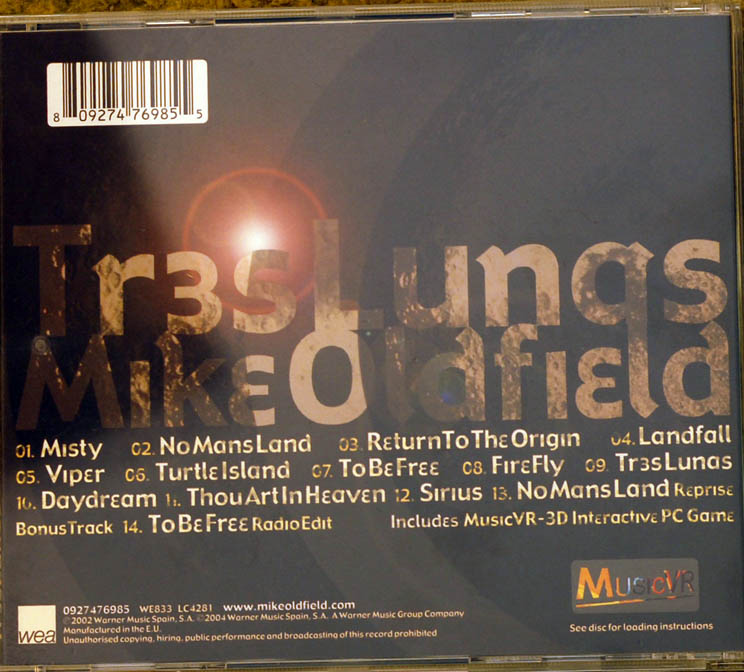 8 09274 76985 5
Tr3sLunas
MikeOldfield
01. Misty 02. NoMansLand 03. ReturnToTheOrigin 04. Landfall
05. Viper 06. TurtleIsland 07. ToBeFree 08. FireFly 09. Tr3sLunas
10. Daydream 11. ThouArtInHeaven 12. Sirius 13. NoMansLand Reprise
BonusTrack 14. ToBeFree RadioEdit Includes MusicVR-3D Interactive PC Game
MusicVR
wea
0927476985 WE833 LC4281 www.mikeoldfield.com
©2002 Warner Music Spain, S.A. ©2004 Warner Music Spain, S.A. A Warner Music Group Company
Manufactured in the E.U.
Unauthorised copying, hiring, public performance and broadcasting of this record prohibited
See disc for loading instructions